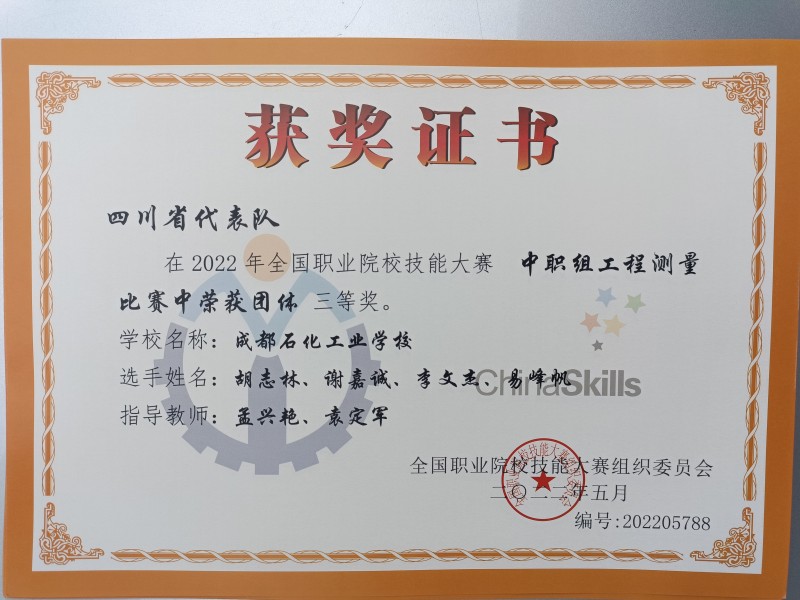 获奖证书
四川省代表队
在2022年全国职业院校技能大赛 中职组工程测量
比赛中荣获团体 三等奖。
学校名称：成都石化工业学校
选手姓名：胡志林、谢嘉诚、李文杰、易峰帆
ChinaSkills
指导教师：孟兴艳、袁定军
全国职业院校技能大赛组织委员会
二〇二二年五月
编号:202205788